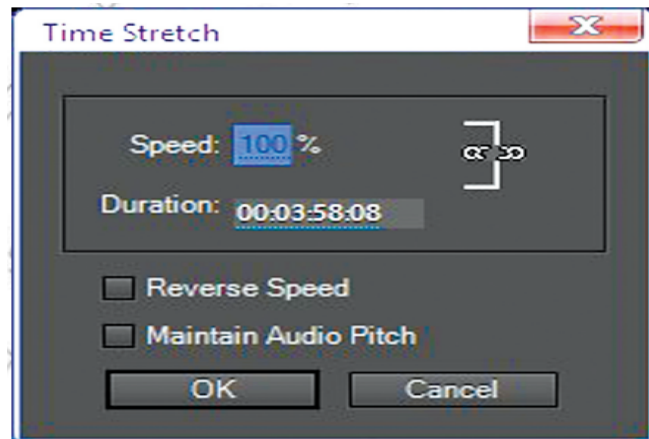 Time Stretch
Speed: 100 %
Duration: 00:03:58:08
Reverse Speed
Maintain Audio Pitch
OK Cancel